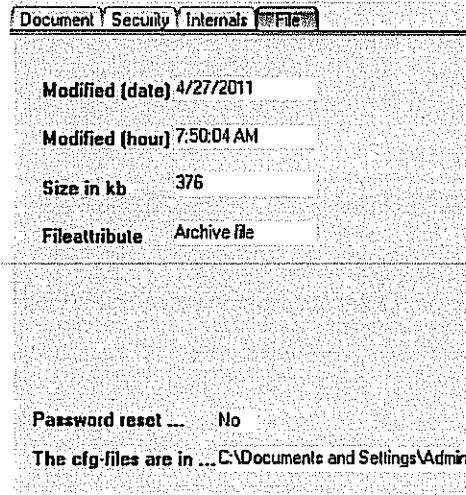 Document Security Internals File
Modified (date) 4/27/2011
Modified (hour) 7:50:04 AM
Size in kb 376
Fileattribute Archive file
Password reset ... No
The cfg-files are in ... C:\Documents and Settings\Admin